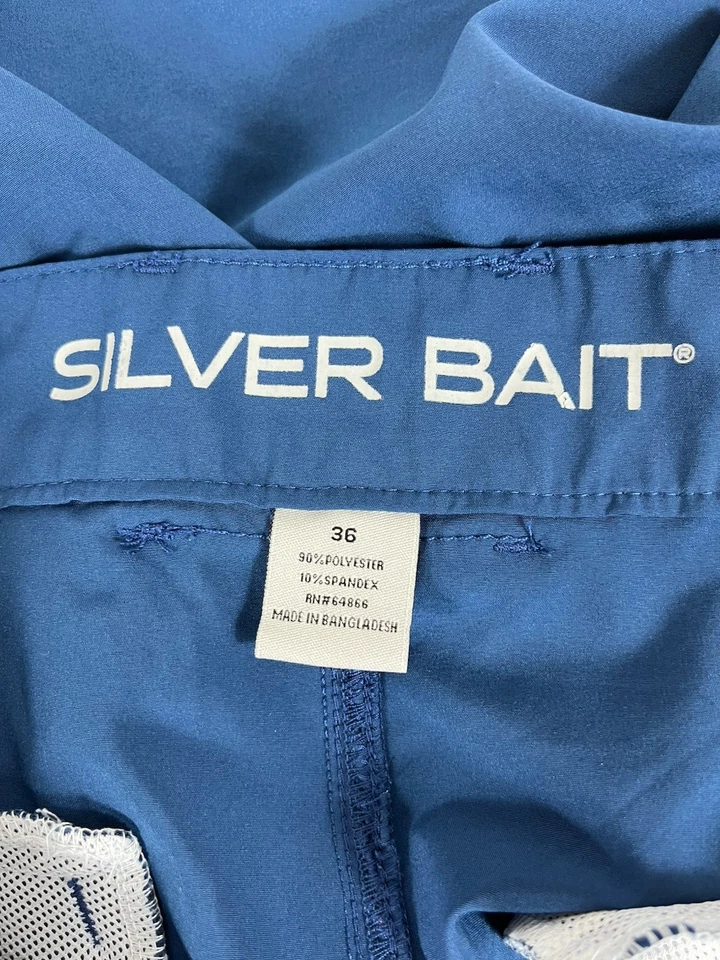 SILVER BAIT®
36
90%POLYESTER
10%SPANDEX
RN#64866
MADE IN BANGLADESH